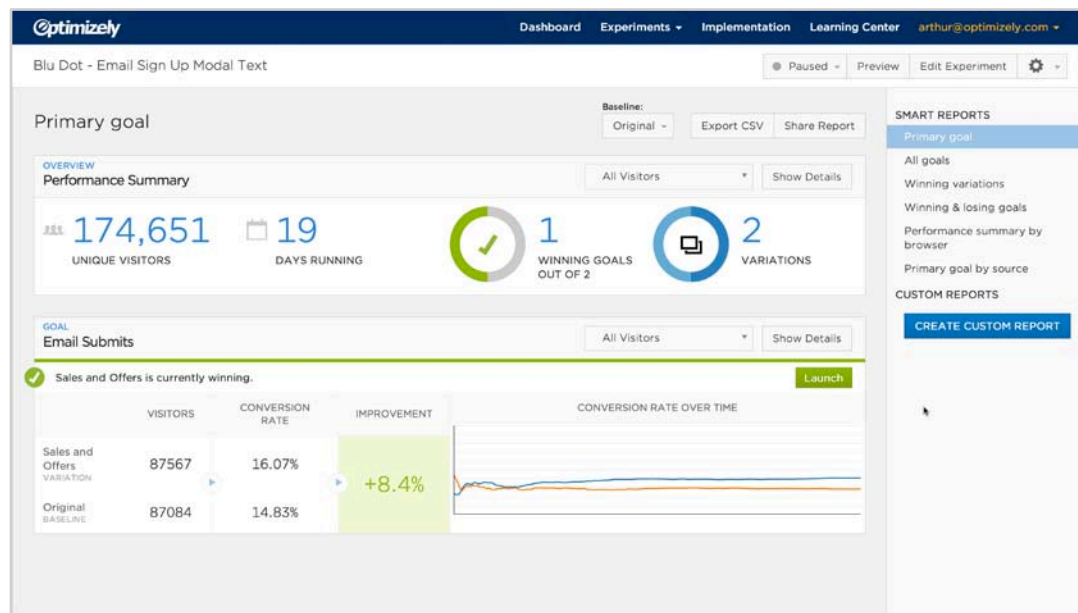 Optimizely
Dashboard Experiments Implementation Learning Center arthur@optimizely.com
Blu Dot - Email Sign Up Modal Text
Paused Preview Edit Experiment
Primary goal
Baseline:
Original
Export CSV Share Report
OVERVIEW
Performance Summary
All Visitors
Show Details
174,651
UNIQUE VISITORS
19
DAYS RUNNING
1
WINNING GOALS
OUT OF 2
2
VARIATIONS
GOAL
Email Submits
All Visitors
Show Details
Sales and Offers is currently winning.
Launch
VISITORS
CONVERSION
RATE
IMPROVEMENT
CONVERSION RATE OVER TIME
Sales and
Offers
VARIATION
87567
16.07%
+8.4%
Original
BASELINE
87084
14.83%
SMART REPORTS
Primary goal
All goals
Winning variations
Winning & losing goals
Performance summary by
browser
Primary goal by source
CUSTOM REPORTS
CREATE CUSTOM REPORT